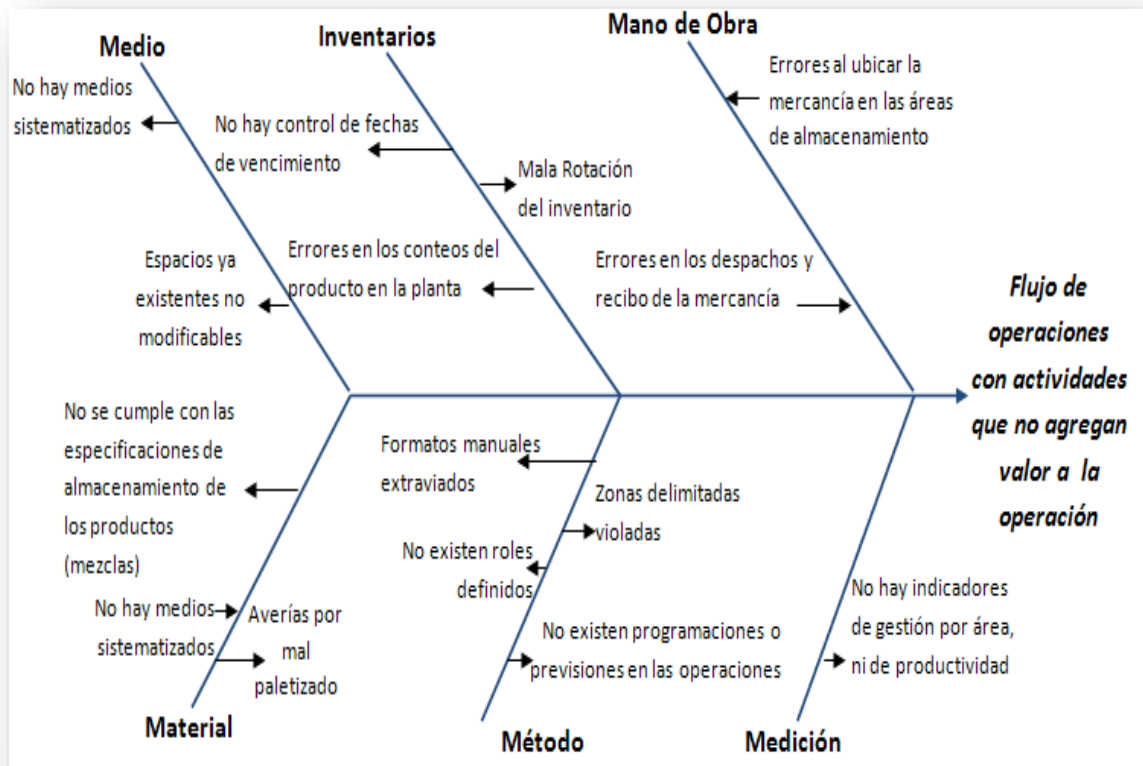 Medio
Inventarios
Mano de Obra
No hay medios
sistematizados
No hay control de fechas
de vencimiento
Mala Rotación
del inventario
Errores al ubicar la
mercancía en las áreas
de almacenamiento
Espacios ya
existentes no
modificables
Errores en los conteos del
producto en la planta
Errores en los despachos y
recibo de la mercancía
Flujo de
operaciones
con actividades
que no agregan
valor a la
operación
No se cumple con las
especificaciones de
almacenamiento de
los productos
(mezclas)
No hay medios
sistematizados
Averías por
mal
paletizado
Formatos manuales
extraviados
Zonas delimitadas
violadas
No existen roles
definidos
No existen programaciones o
previsiones en las operaciones
No hay indicadores
de gestión por área,
ni de productividad
Material
Método
Medición